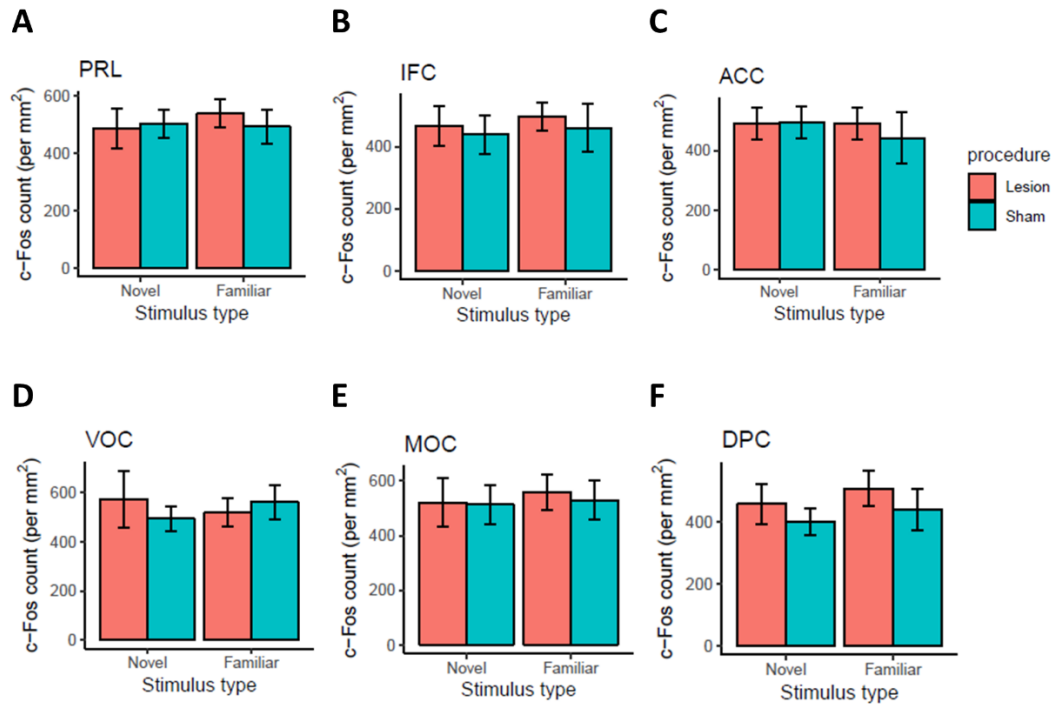 A
B
C
PRL
IFC
ACC
c-Fos count (per mm²)
600
400
200
0
Novel
Familiar
Stimulus type
c-Fos count (per mm²)
400
200
0
Novel
Familiar
Stimulus type
c-Fos count (per mm²)
400
200
0
Novel
Familiar
Stimulus type
procedure
Lesion
Sham
D
E
F
VOC
MOC
DPC
c-Fos count (per mm²)
600
400
200
0
Novel
Familiar
Stimulus type
c-Fos count (per mm²)
600
400
200
0
Novel
Familiar
Stimulus type
c-Fos count (per mm²)
400
200
0
Novel
Familiar
Stimulus type